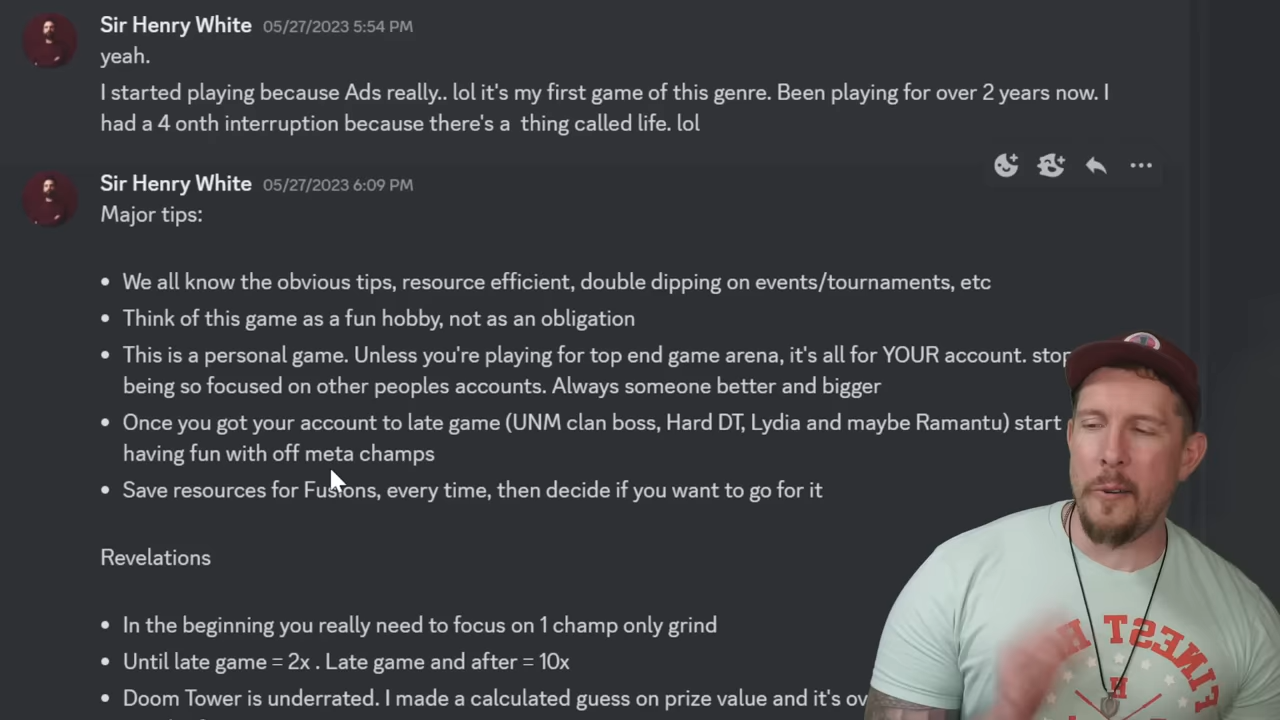 Sir Henry White 05/27/2023 5:54 PM
yeah.
I started playing because Ads really.. lol it's my first game of this genre. Been playing for over 2 years now. I
had a 4 onth interruption because there's a thing called life. lol
Sir Henry White 05/27/2023 6:09 PM
Major tips:
• We all know the obvious tips, resource efficient, double dipping on events/tournaments, etc
• Think of this game as a fun hobby, not as an obligation
• This is a personal game. Unless you're playing for top end game arena, it's all for YOUR account. stop
being so focused on other peoples accounts. Always someone better and bigger
• Once you got your account to late game (UNM clan boss, Hard DT, Lydia and maybe Ramantu) start
having fun with off meta champs
• Save resources for Fusions, every time, then decide if you want to go for it
Revelations
• In the beginning you really need to focus on 1 champ only grind
• Until late game = 2x . Late game and after = 10x
• Doom Tower is underrated. I made a calculated guess on prize value and it's
FINEST
H